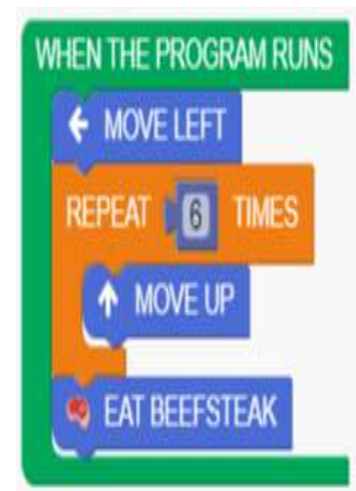 WHEN THE PROGRAM RUNS
MOVE LEFT
REPEAT 6 TIMES
MOVE UP
EAT BEEFSTEAK